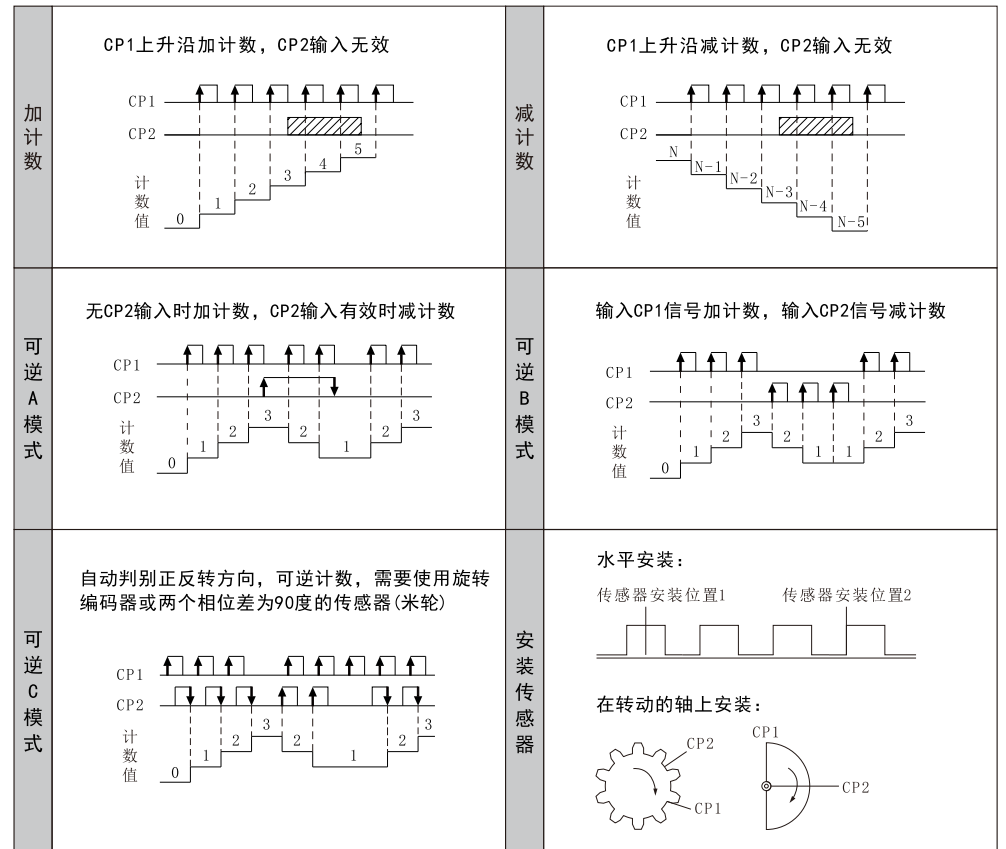 加计数
CP1上升沿加计数，CP2输入无效
CP1
CP2
计数值
0
1
2
3
4
5
减计数
CP1上升沿减计数，CP2输入无效
CP1
CP2
计数值
N
N-1
N-2
N-3
N-4
N-5
可逆A模式
无CP2输入时加计数，CP2输入有效时减计数
CP1
CP2
计数值
0
1
2
3
2
1
2
3
可逆B模式
输入CP1信号加计数，输入CP2信号减计数
CP1
CP2
计数值
0
1
2
3
2
1
1
2
3
可逆C模式
自动判别正反转方向，可逆计数，需要使用旋转
编码器或两个相位差为90度的传感器(米轮)
CP1
CP2
计数值
0
1
2
3
2
1
2
3
安装传感器
水平安装：
传感器安装位置1
传感器安装位置2
在转动的轴上安装：
CP2
CP1
CP1
CP2